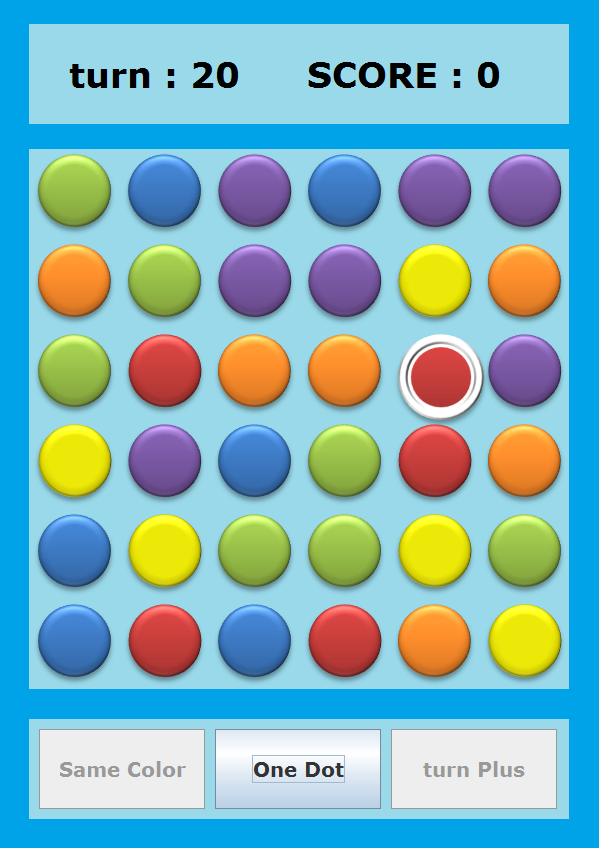 turn : 20 SCORE : 0
Same Color One Dot turn Plus